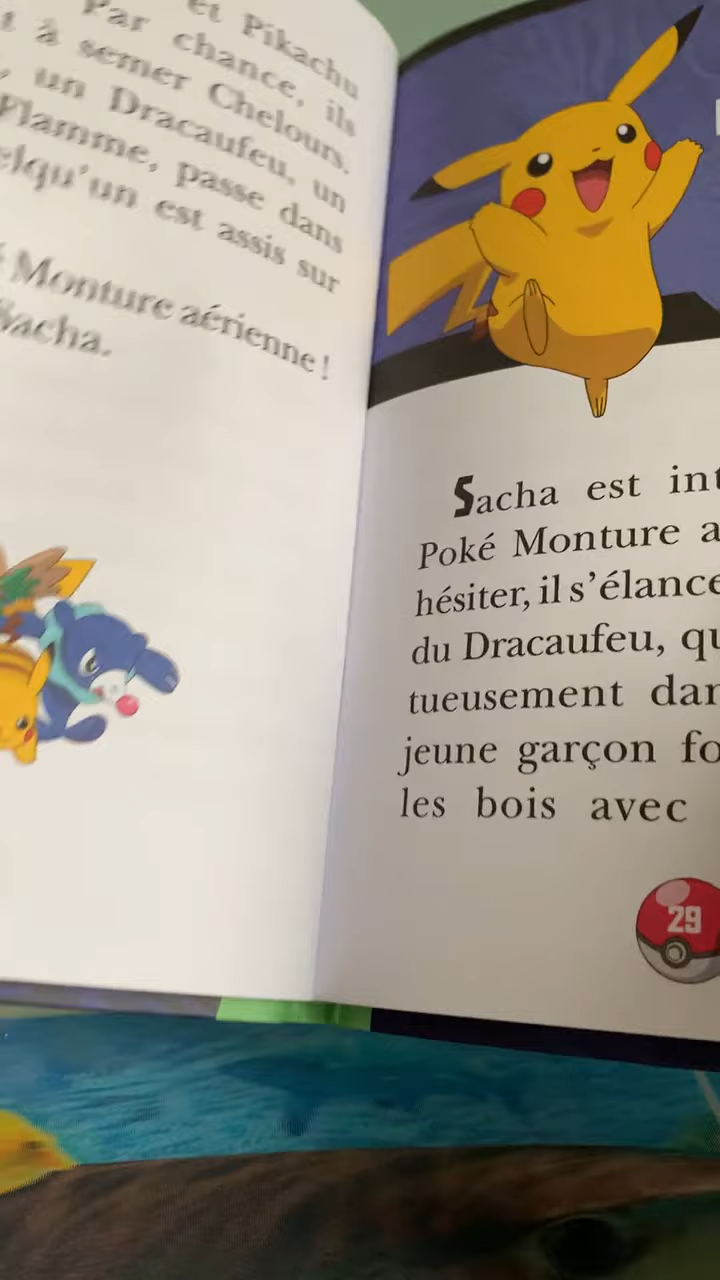 et Pikachu
Par chance, ils
t à semer Chelours.
, un Dracaufeu, un
Flamme, passe dans
elqu'un est assis sur
é Monture aérienne !
Sacha.
Sacha est int
Poké Monture a
hésiter, il s'élance
du Dracaufeu, qu
tueusement dan
jeune garçon fo
les bois avec
29